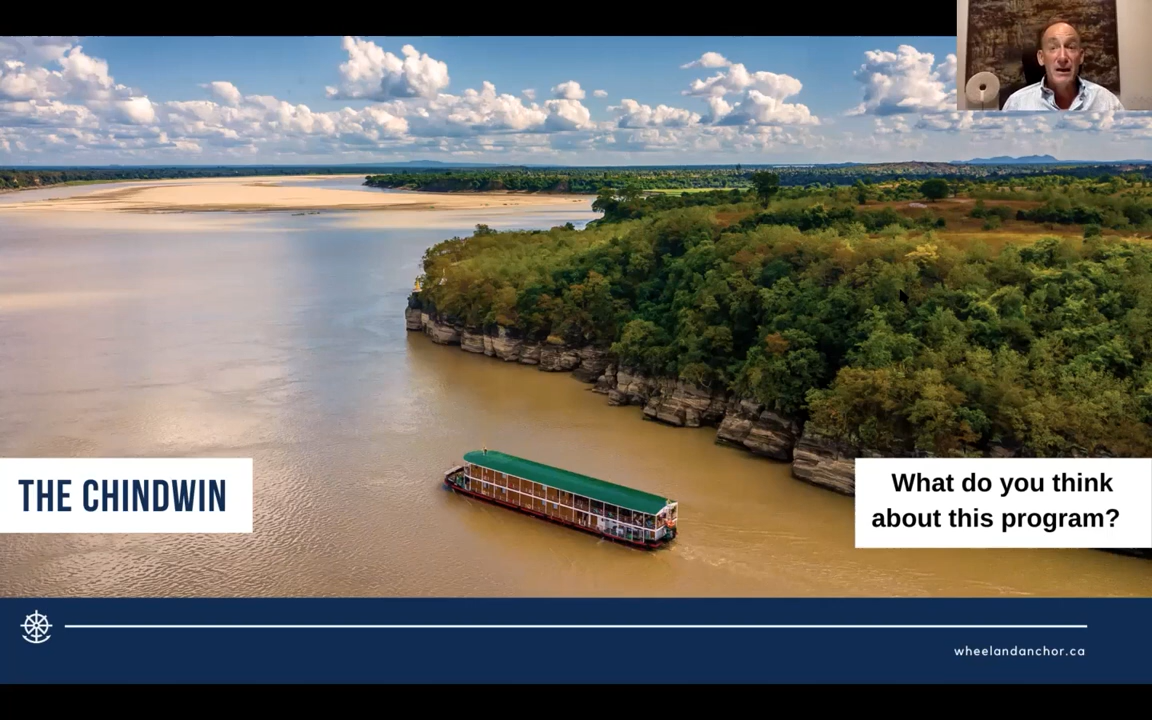 THE CHINDWIN
What do you think
about this program?
wheelandanchor.ca